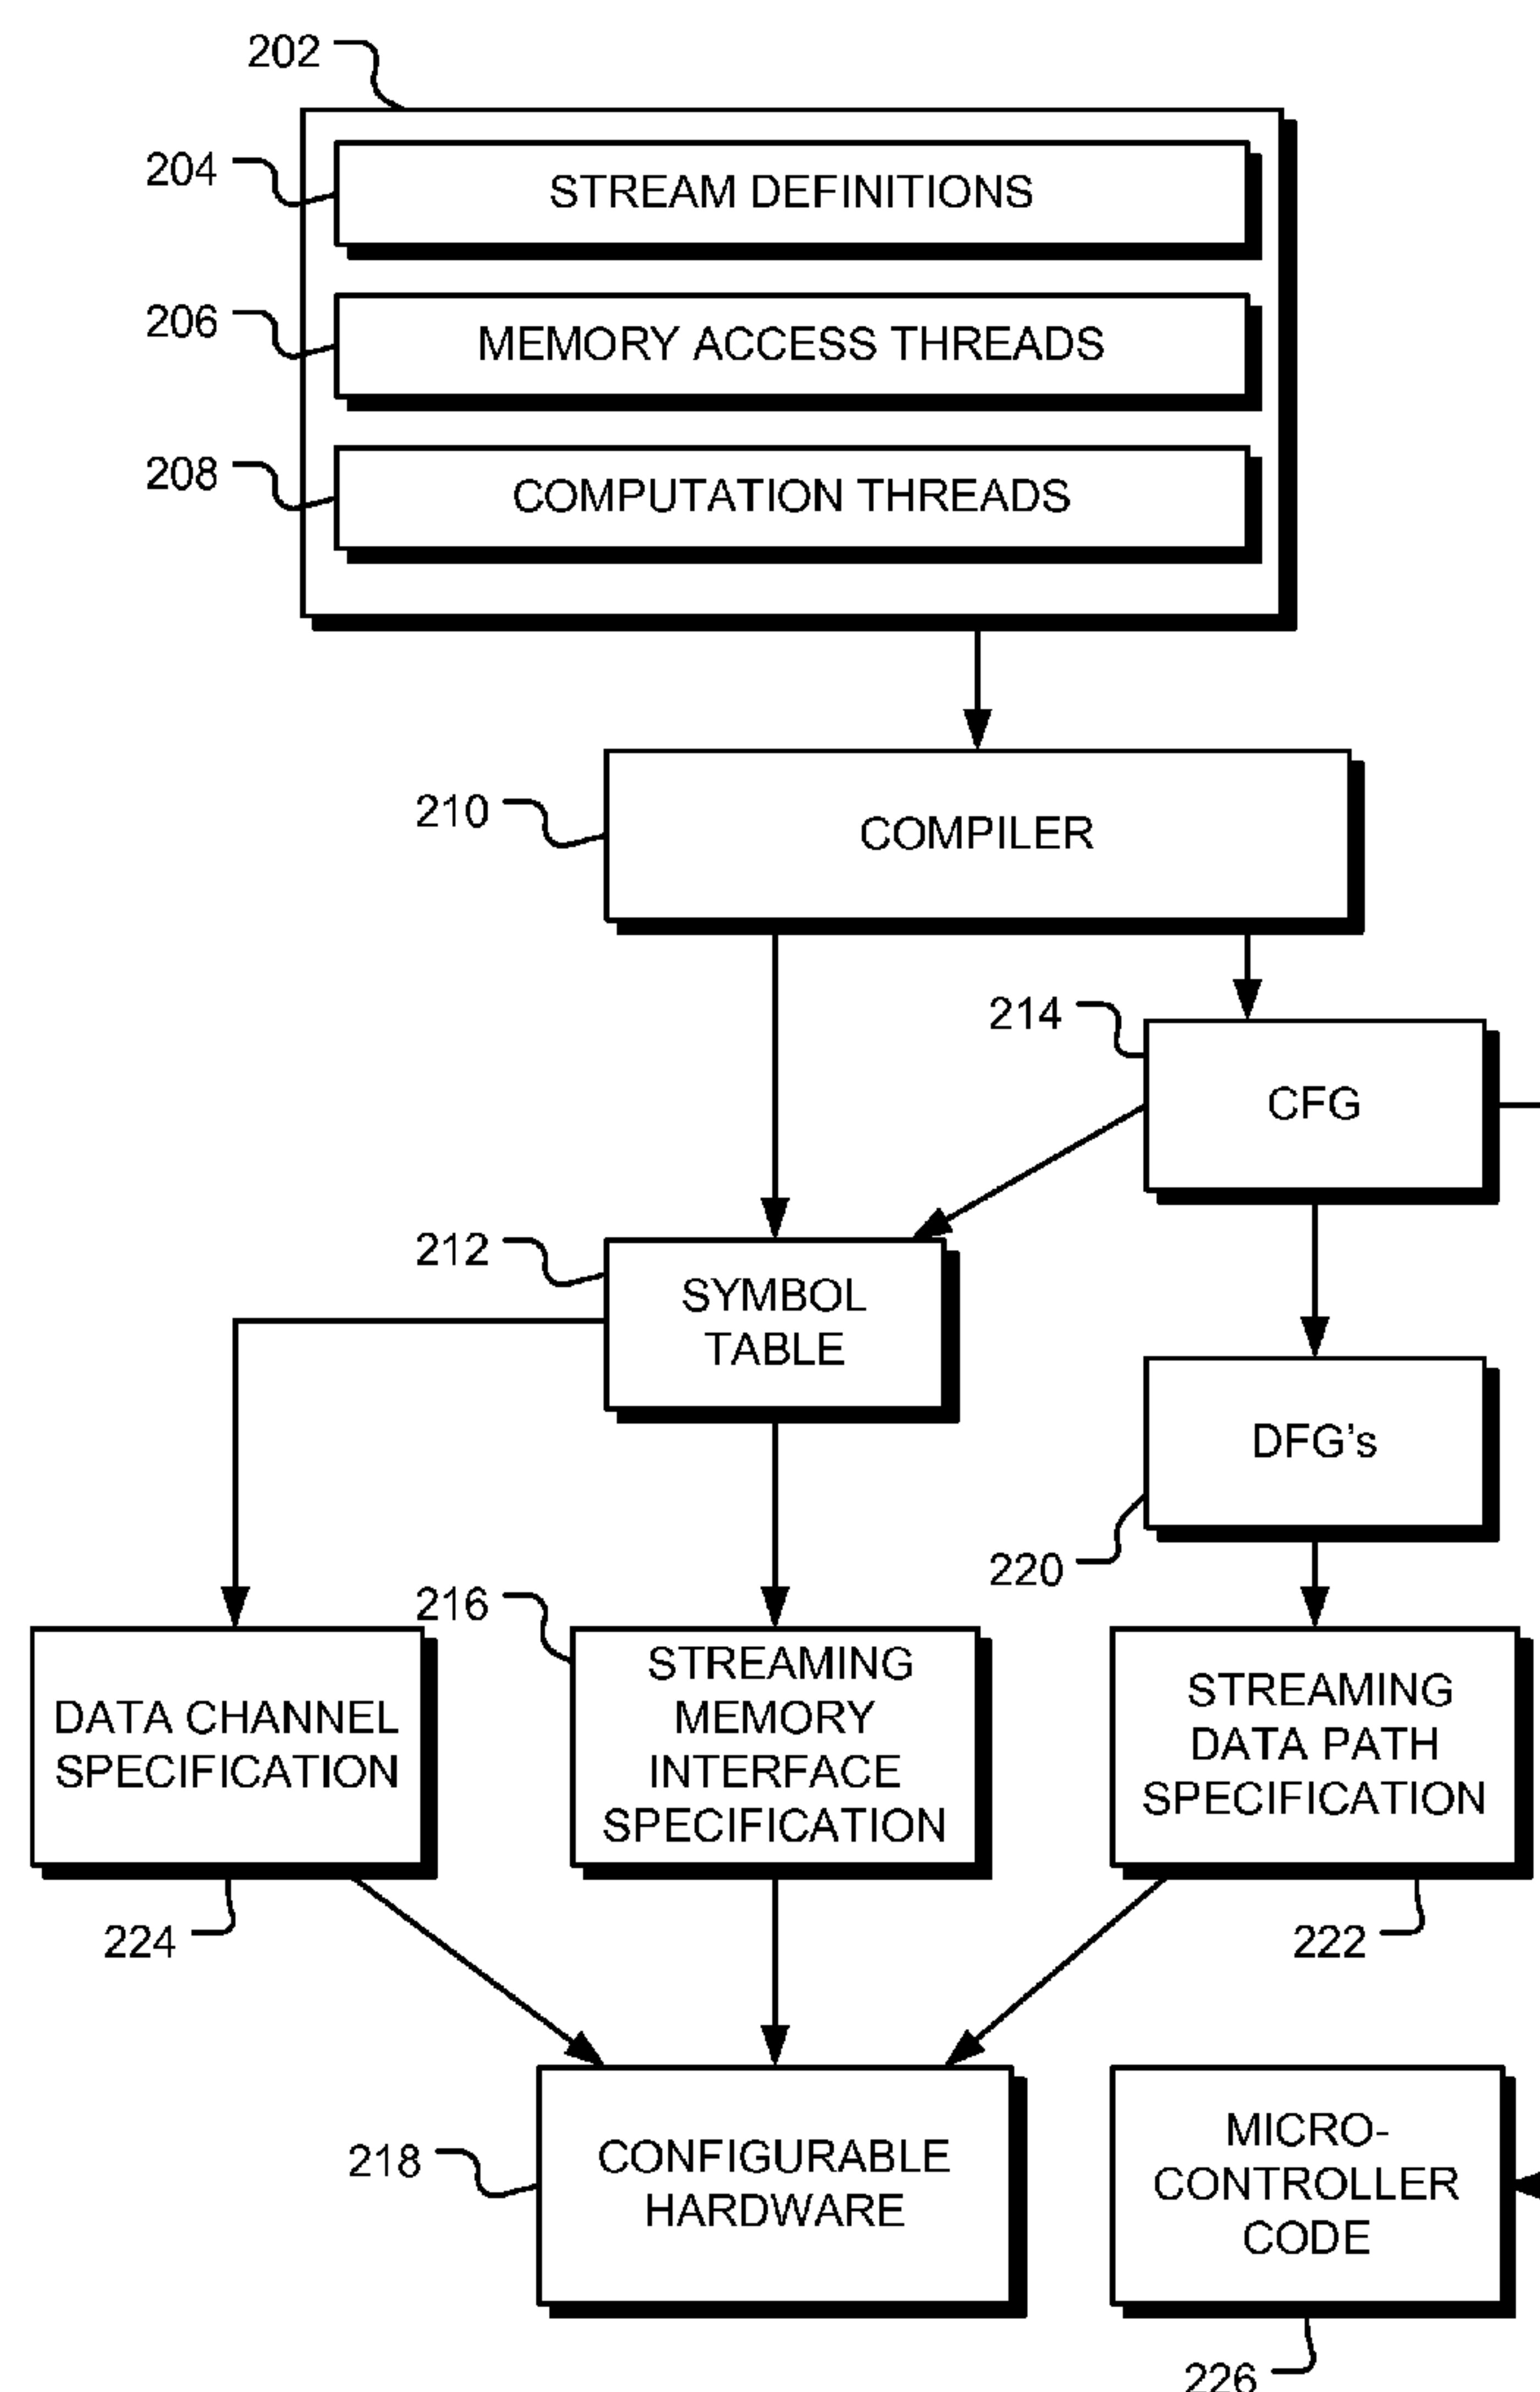 202
204
STREAM DEFINITIONS
206
MEMORY ACCESS THREADS
208
COMPUTATION THREADS
210
COMPILER
214
CFG
212
SYMBOL
TABLE
DFG's
220
216
DATA CHANNEL
SPECIFICATION
STREAMING
MEMORY
INTERFACE
SPECIFICATION
STREAMING
DATA PATH
SPECIFICATION
224
222
218
CONFIGURABLE
HARDWARE
MICRO-
CONTROLLER
CODE
226